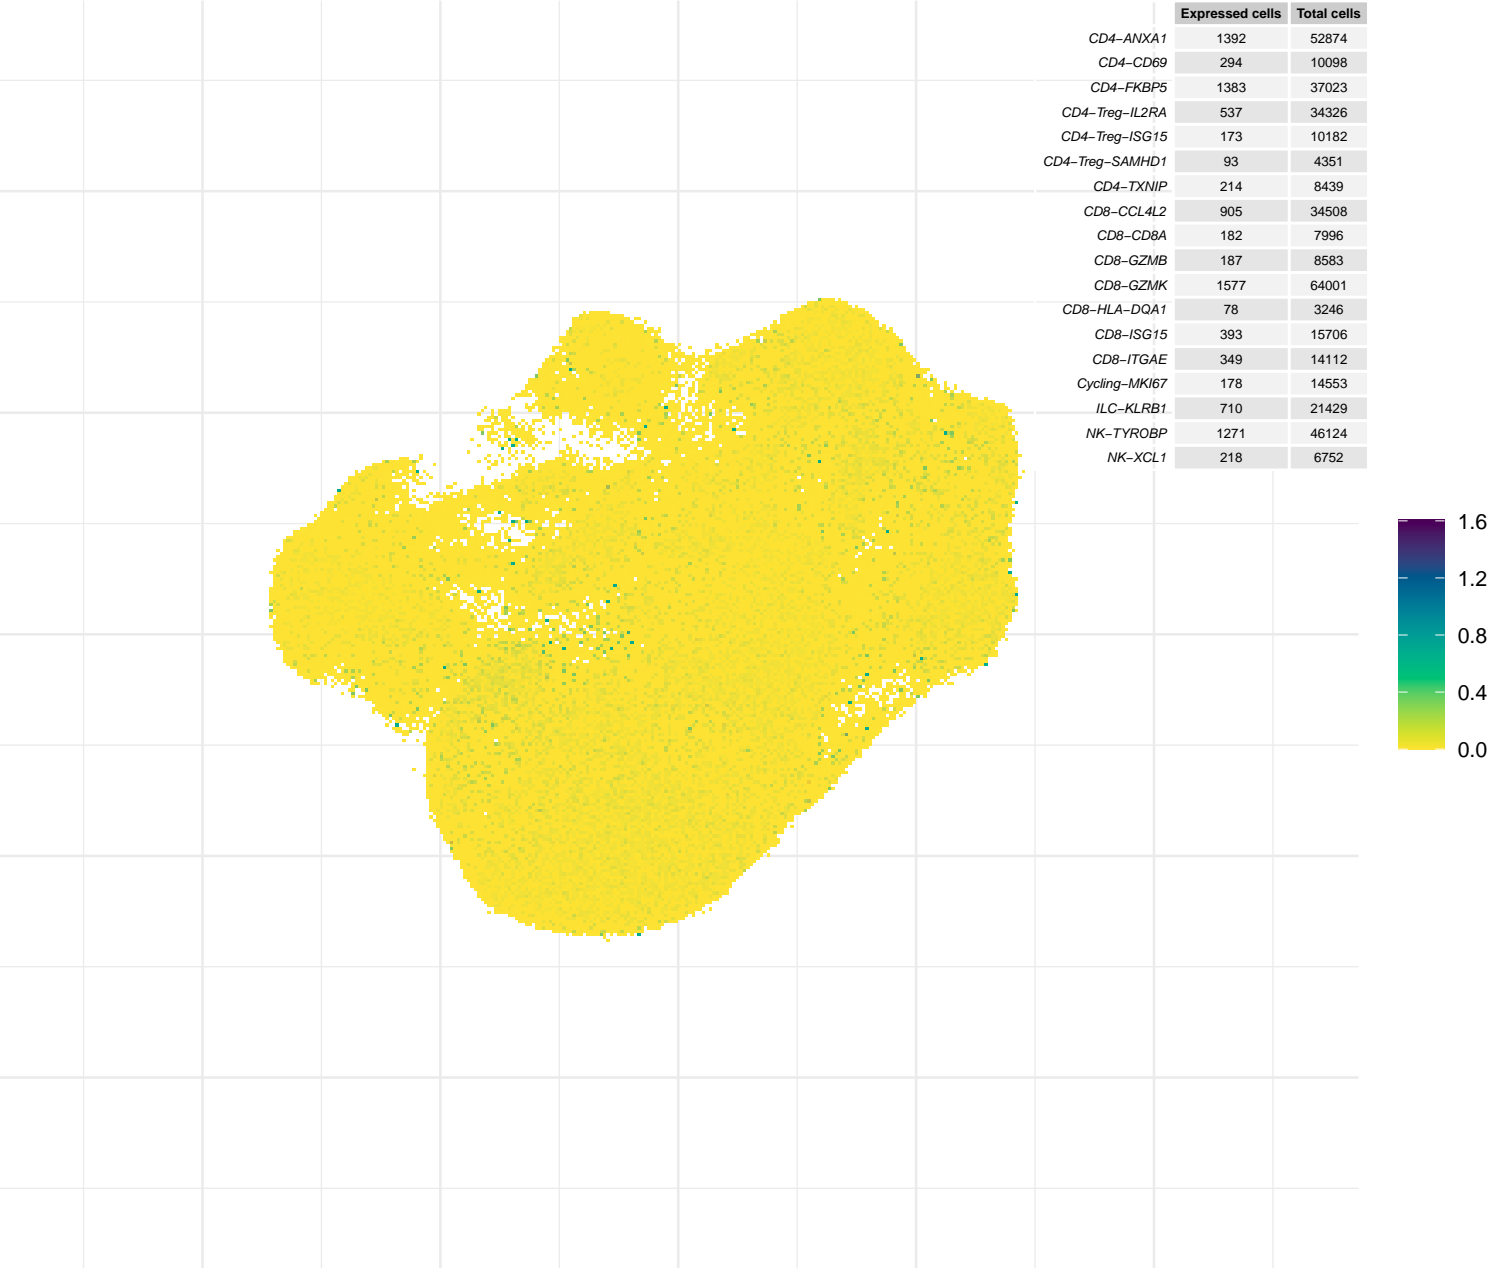 Expressed cells Total cells
CD4−ANXA1 1392 52874
CD4−CD69 294 10098
CD4−FKBP5 1383 37023
CD4−Treg−IL2RA 537 34326
CD4−Treg−ISG15 173 10182
CD4−Treg−SAMHD1 93 4351
CD4−TXNIP 214 8439
CD8−CCL4L2 905 34508
CD8−CD8A 182 7996
CD8−GZMB 187 8583
CD8−GZMK 1577 64001
CD8−HLA−DQA1 78 3246
CD8−ISG15 393 15706
CD8−ITGAE 349 14112
Cycling−MKI67 178 14553
ILC−KLRB1 710 21429
NK−TYROBP 1271 46124
NK−XCL1 218 6752
1.6
1.2
0.8
0.4
0.0